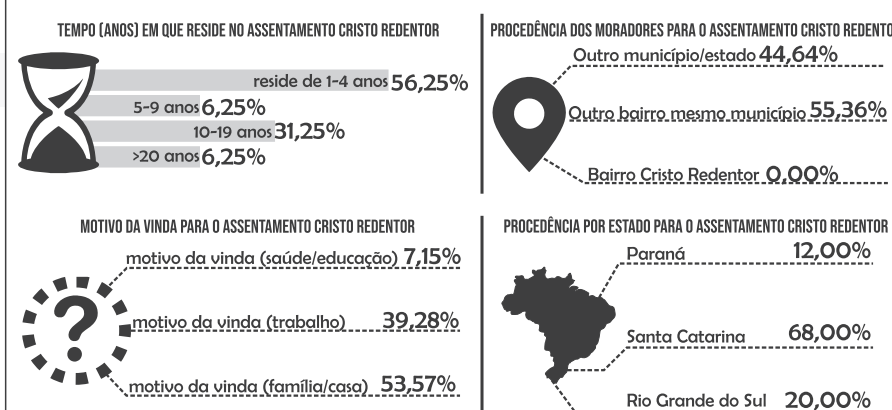 TEMPO (ANOS) EM QUE RESIDE NO ASSENTAMENTO CRISTO REDENTOR
reside de 1-4 anos 56,25%
5-9 anos 6,25%
10-19 anos 31,25%
>20 anos 6,25%
PROCEDÊNCIA DOS MORADORES PARA O ASSENTAMENTO CRISTO REDENTO
Outro município/estado 44,64%
Outro bairro mesmo município 55,36%
Bairro Cristo Redentor 0,00%
MOTIVO DA VINDA PARA O ASSENTAMENTO CRISTO REDENTOR
motivo da vinda (saúde/educação) 7,15%
motivo da vinda (trabalho) 39,28%
motivo da vinda (família/casa) 53,57%
PROCEDÊNCIA POR ESTADO PARA O ASSENTAMENTO CRISTO REDENTOR
Paraná 12,00%
Santa Catarina 68,00%
Rio Grande do Sul 20,00%